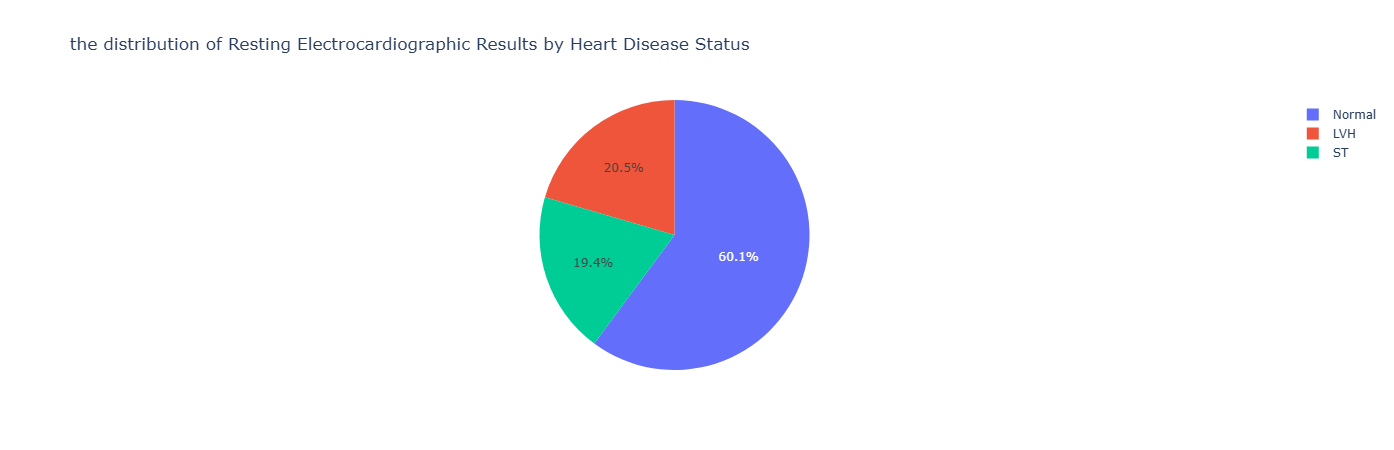 the distribution of Resting Electrocardiographic Results by Heart Disease Status
Normal
LVH
ST
20.5%
60.1%
19.4%